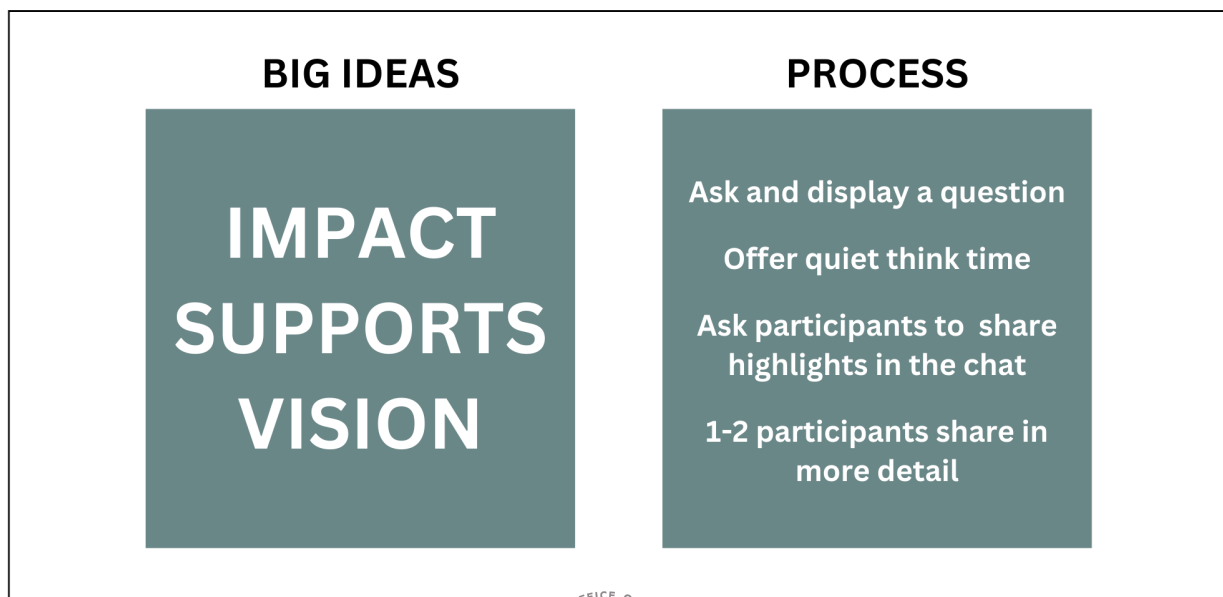 BIG IDEAS
IMPACT
SUPPORTS
VISION
PROCESS
Ask and display a question
Offer quiet think time
Ask participants to  share
highlights in the chat
1-2 participants share in
more detail